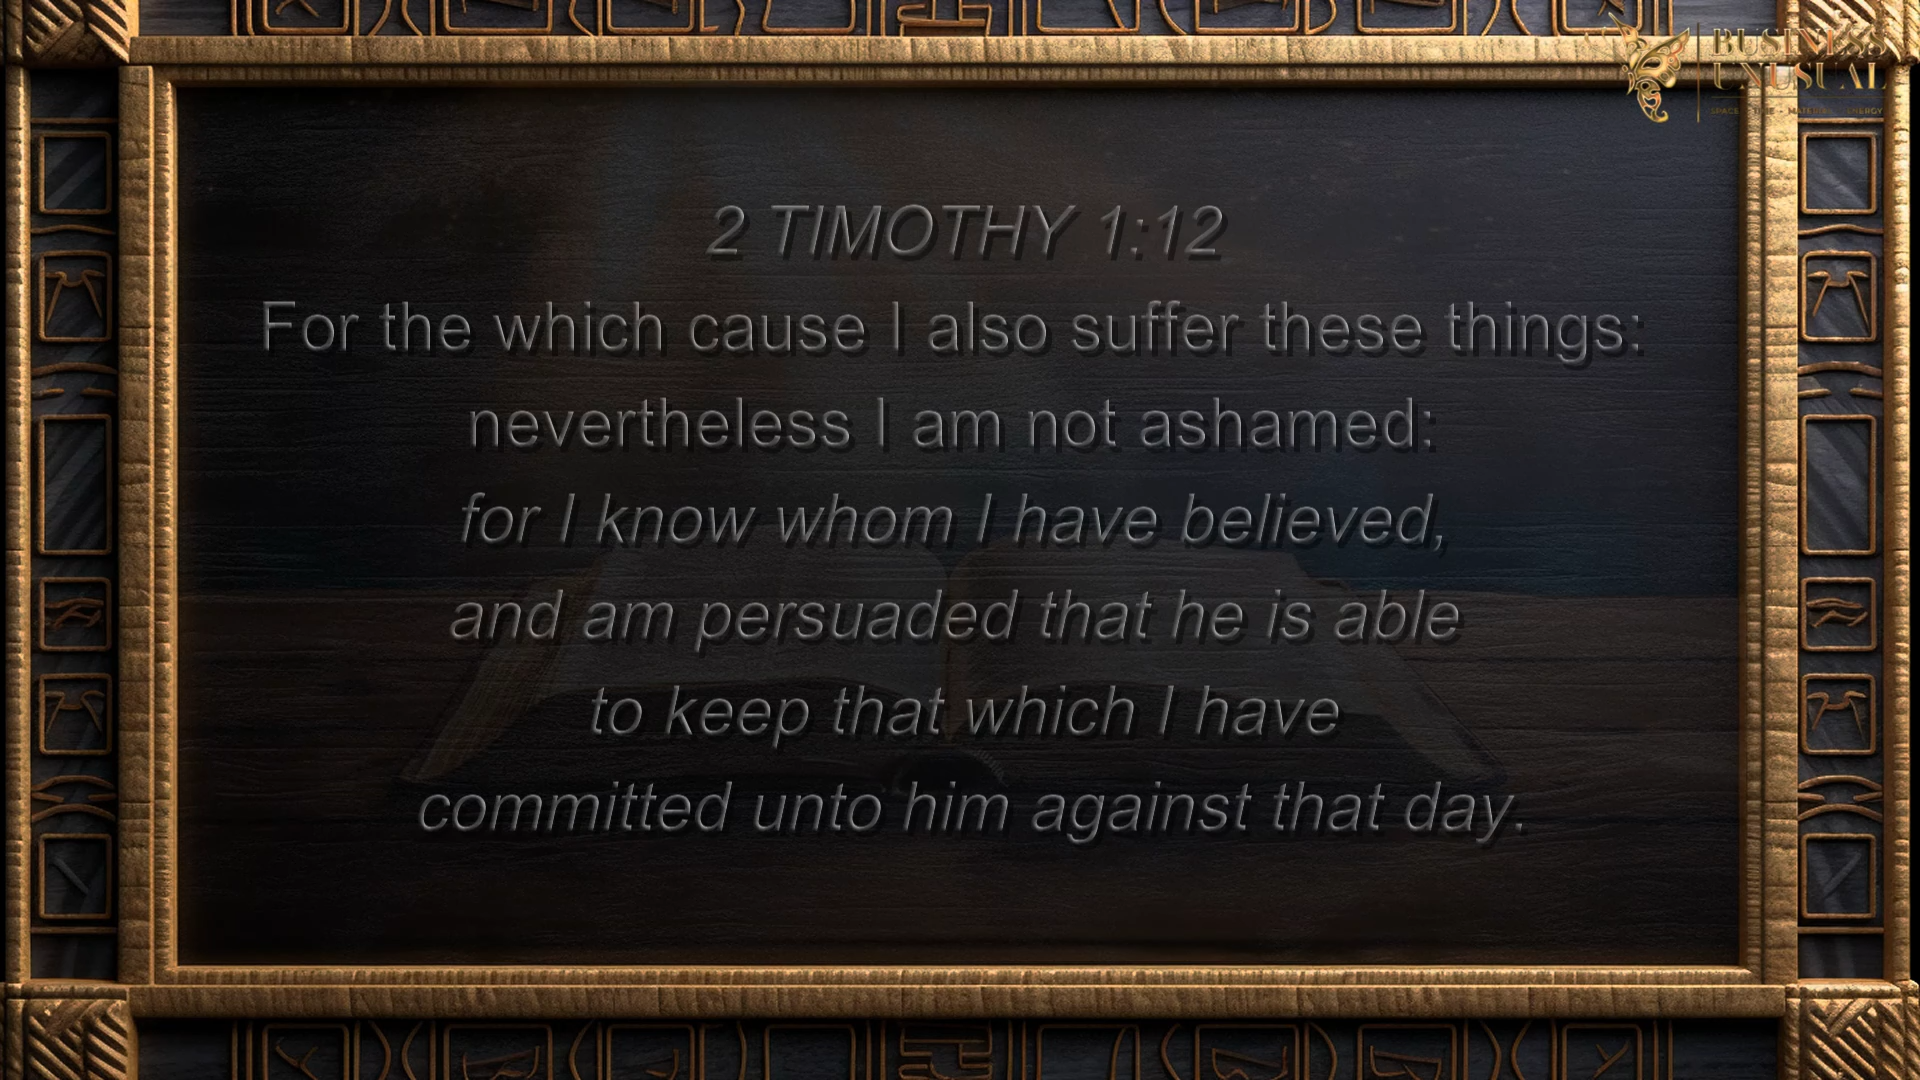 BUSINESS
UNUSUAL
2 TIMOTHY 1:12
For the which cause I also suffer these things:
nevertheless I am not ashamed:
for I know whom I have believed,
and am persuaded that he is able
to keep that which I have
committed unto him against that day.